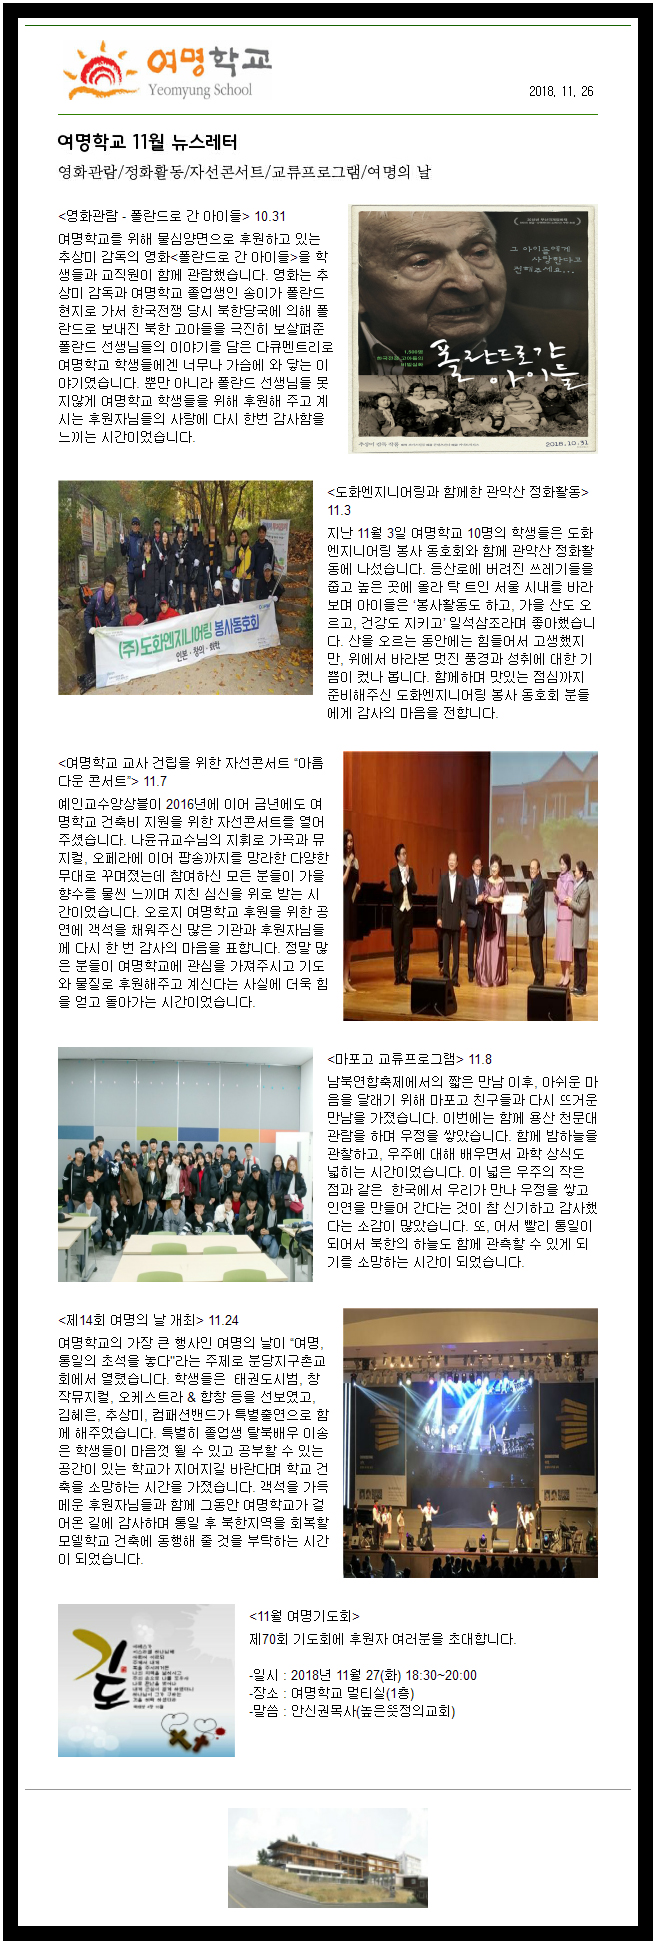 여명학교
Yeomyung School
2018, 11, 26
여명학교 11월 뉴스레터
영화관람/정화활동/자선콘서트/교류프로그램/여명의 날
<영화관람 - 폴란드로 간 아이들> 10.31
여명학교를 위해 물심양면으로 후원하고 있는
추상미 감독의 영화<폴란드로 간 아이들>을 학
생들과 교직원이 함께 관람했습니다. 영화는 추
상미 감독과 여명학교 졸업생인 송이가 폴란드
현지로 가서 한국전쟁 당시 북한당국에 의해 폴
란드로 보내진 북한 고아들을 극진히 보살펴준
폴란드 선생님들의 이야기를 담은 다큐멘트리로
여명학교 학생들에겐 너무나 가슴에 와 닿는 이
야기였습니다. 뿐만 아니라 폴란드 선생님들 못
지않게 여명학교 학생들을 위해 후원해 주고 계
시는 후원자님들의 사랑에 다시 한번 감사함을
느끼는 시간이었습니다.
그 아이들에게
사랑한다고
전해주세요...
폴란드로 간
아이들
2018.10.31
<도화엔지니어링과 함께한 관악산 정화활동>
11.3
지난 11월 3일 여명학교 10명의 학생들은 도화
엔지니어링 봉사 동호회와 함께 관악산 정화활
동에 나섰습니다. 등산로에 버려진 쓰레기들을
줍고 높은 곳에 올라 탁 트인 서울 시내를 바라
보며 아이들은 '봉사활동도 하고, 가을 산도 오
르고, 건강도 지키고' 일석삼조라며 좋아했습니
다. 산을 오르는 동안에는 힘들어서 고생했지
만, 위에서 바라본 멋진 풍경과 성취에 대한 기
쁨이 컸나 봅니다. 함께하며 맛있는 점심까지
준비해주신 도화엔지니어링 봉사 동호회 분들
에게 감사의 마음을 전합니다.
(주)도화엔지니어링 봉사동호회
인본·창의·화학
<여명학교 교사 건립을 위한 자선콘서트 “아름
다운 콘서트”> 11.7
예인교수앙상블이 2016년에 이어 금년에도 여
명학교 건축비 지원을 위한 자선콘서트를 열어
주셨습니다. 나윤규교수님의 지휘로 가곡과 뮤
지컬, 오페라에 이어 팝송까지를 망라한 다양한
무대로 꾸며졌는데 참여하신 모든 분들이 가을
향수를 물씬 느끼며 지친 심신을 위로 받는 시
간이었습니다. 오로지 여명학교 후원을 위한 공
연에 객석을 채워주신 많은 기관과 후원자님들
께 다시 한 번 감사의 마음을 표합니다. 정말 많
은 분들이 여명학교에 관심을 가져주시고 기도
와 물질로 후원해주고 계신다는 사실에 더욱 힘
을 얻고 돌아가는 시간이었습니다.
<마포고 교류프로그램> 11.8
남북연합축제에서의 짧은 만남 이후, 아쉬운 마
음을 달래기 위해 마포고 친구들과 다시 뜨거운
만남을 가졌습니다. 이번에는 함께 용산 천문대
관람을 하며 우정을 쌓았습니다. 함께 밤하늘을
관찰하고, 우주에 대해 배우면서 과학 상식도
넓히는 시간이었습니다. 이 넓은 우주의 작은
점과 같은 한국에서 우리가 만나 우정을 쌓고
인연을 만들어 간다는 것이 참 신기하고 감사했
다는 소감이 많았습니다. 또, 어서 빨리 통일이
되어서 북한의 하늘도 함께 관측할 수 있게 되
기를 소망하는 시간이 되었습니다.
<제14회 여명의 날 개최> 11.24
여명학교의 가장 큰 행사인 여명의 날이 “여명,
통일의 초석을 놓다”라는 주제로 분당지구촌교
회에서 열렸습니다. 학생들은 태권도시범, 창
작뮤지컬, 오케스트라 & 합창 등을 선보였고,
김혜은, 추상미, 컴패션밴드가 특별출연으로 함
께 해주었습니다. 특별히 졸업생 탈북배우 이송
은 학생들이 마음껏 뛸 수 있고 공부할 수 있는
공간이 있는 학교가 지어지길 바란다며 학교 건
축을 소망하는 시간을 가졌습니다. 객석을 가득
메운 후원자님들과 함께 그동안 여명학교가 걸
어온 길에 감사하며 통일 후 북한지역을 회복할
모델학교 건축에 동행해 줄 것을 부탁하는 시간
이 되었습니다.
기도
<11월 여명기도회>
제70회 기도회에 후원자 여러분을 초대합니다.
-일시 : 2018년 11월 27(화) 18:30~20:00
-장소 : 여명학교 멀티실(1층)
-말씀 : 안신권목사(높은뜻정의교회)